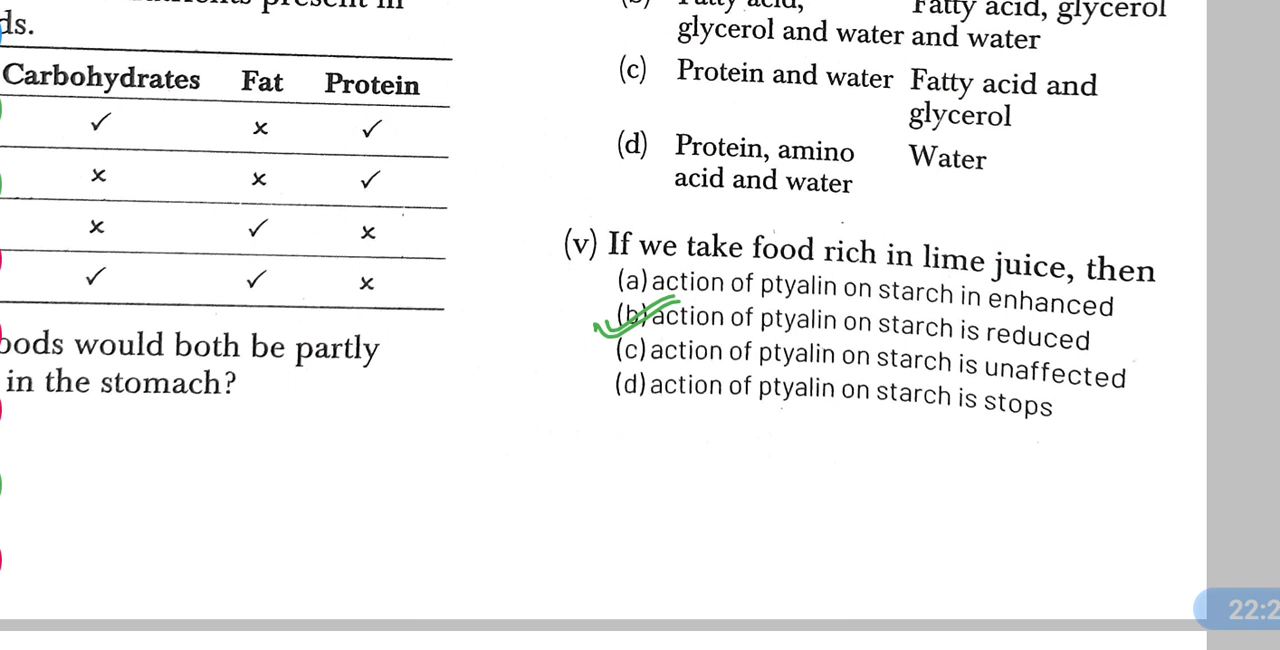 ds.
Carbohydrates Fat Protein
✓ x ✓
x x ✓
x ✓ x
✓ ✓ x
oods would both be partly
in the stomach?
Fatty acid, glycerol
glycerol and water and water
(c) Protein and water Fatty acid and
glycerol
(d) Protein, amino Water
acid and water
(v) If we take food rich in lime juice, then
(a) action of ptyalin on starch in enhanced
(b) action of ptyalin on starch is reduced
(c) action of ptyalin on starch is unaffected
(d) action of ptyalin on starch is stops
22:2